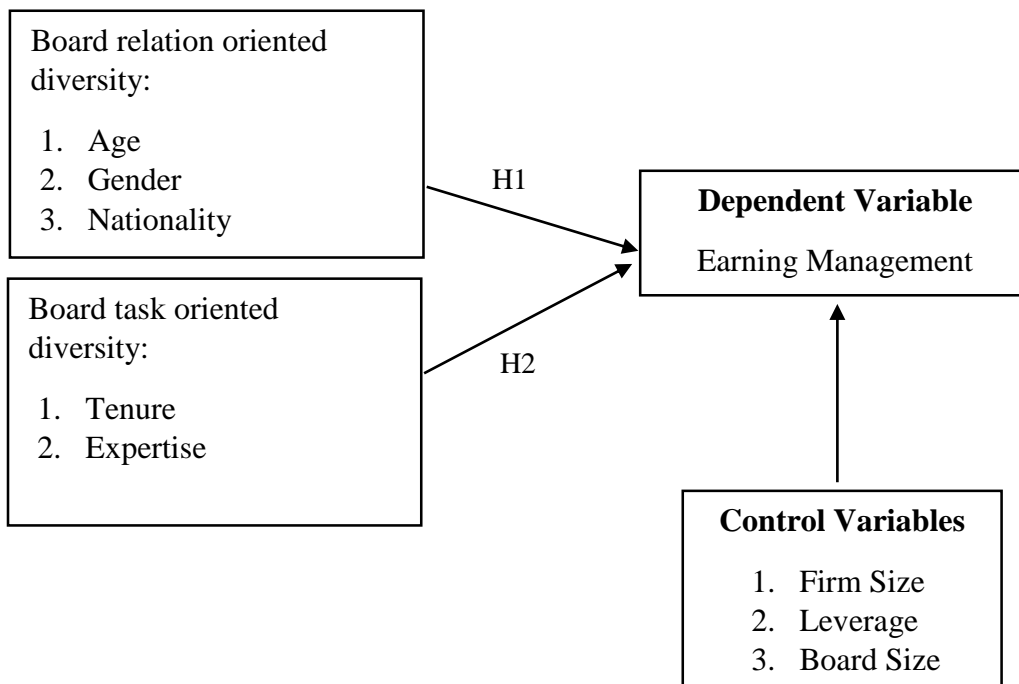 Board relation oriented
diversity:
1. Age
2. Gender
3. Nationality
H1
Dependent Variable
Earning Management
Board task oriented
diversity:
1. Tenure
2. Expertise
H2
Control Variables
1. Firm Size
2. Leverage
3. Board Size